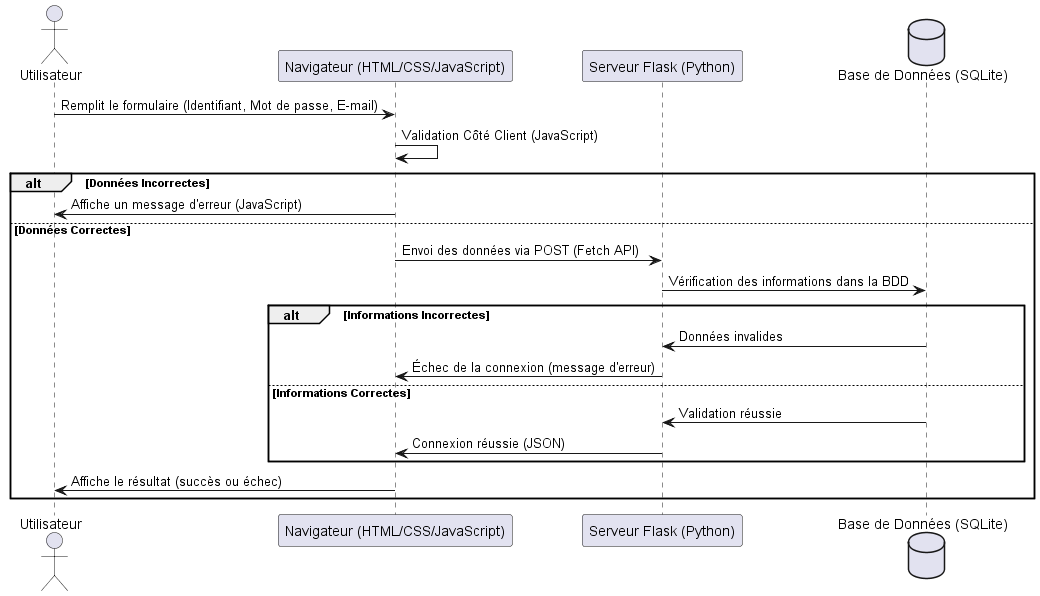 Utilisateur
Navigateur (HTML/CSS/JavaScript)
Serveur Flask (Python)
Base de Données (SQLite)
Remplit le formulaire (Identifiant, Mot de passe, E-mail)
Validation Côté Client (JavaScript)
alt
[Données Incorrectes]
Affiche un message d'erreur (JavaScript)
[Données Correctes]
Envoi des données via POST (Fetch API)
Vérification des informations dans la BDD
alt
[Informations Incorrectes]
Données invalides
Échec de la connexion (message d'erreur)
[Informations Correctes]
Validation réussie
Connexion réussie (JSON)
Affiche le résultat (succès ou échec)
Utilisateur
Navigateur (HTML/CSS/JavaScript)
Serveur Flask (Python)
Base de Données (SQLite)